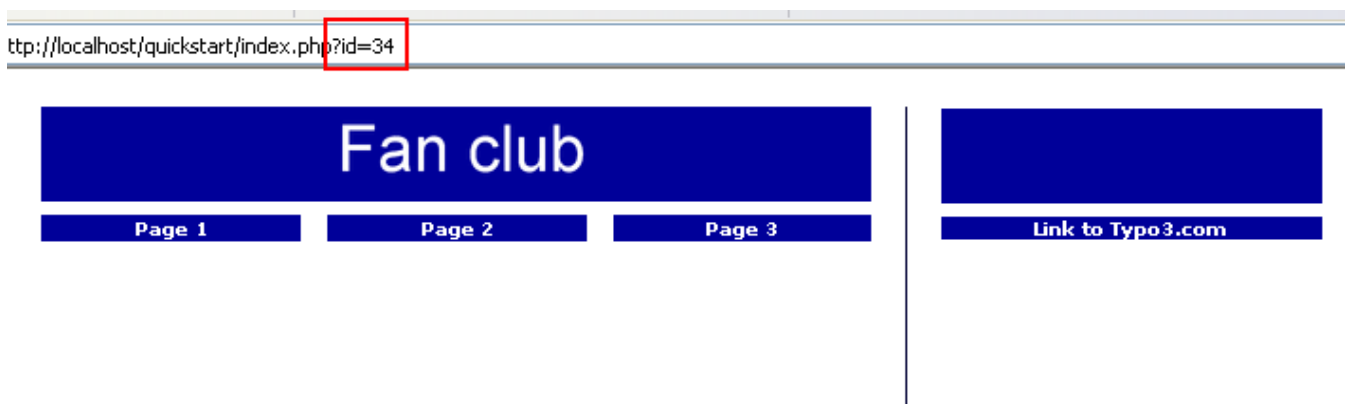 ttp://localhost/quickstart/index.php?id=34
Fan club
Page 1 Page 2 Page 3 Link to Typo3.com